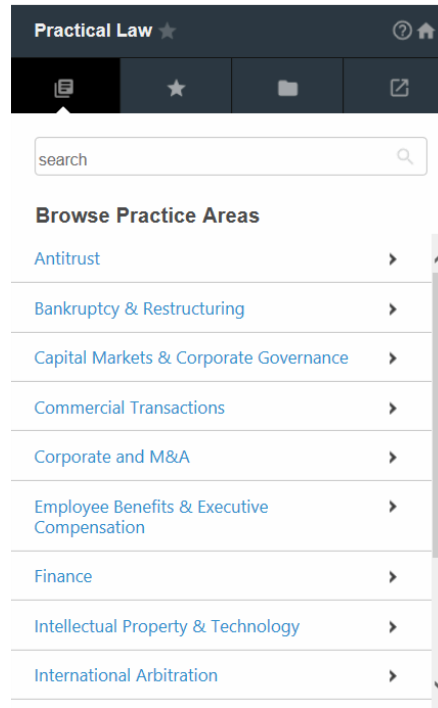 Practical Law
search
Browse Practice Areas
Antitrust
Bankruptcy & Restructuring
Capital Markets & Corporate Governance
Commercial Transactions
Corporate and M&A
Employee Benefits & Executive
Compensation
Finance
Intellectual Property & Technology
International Arbitration